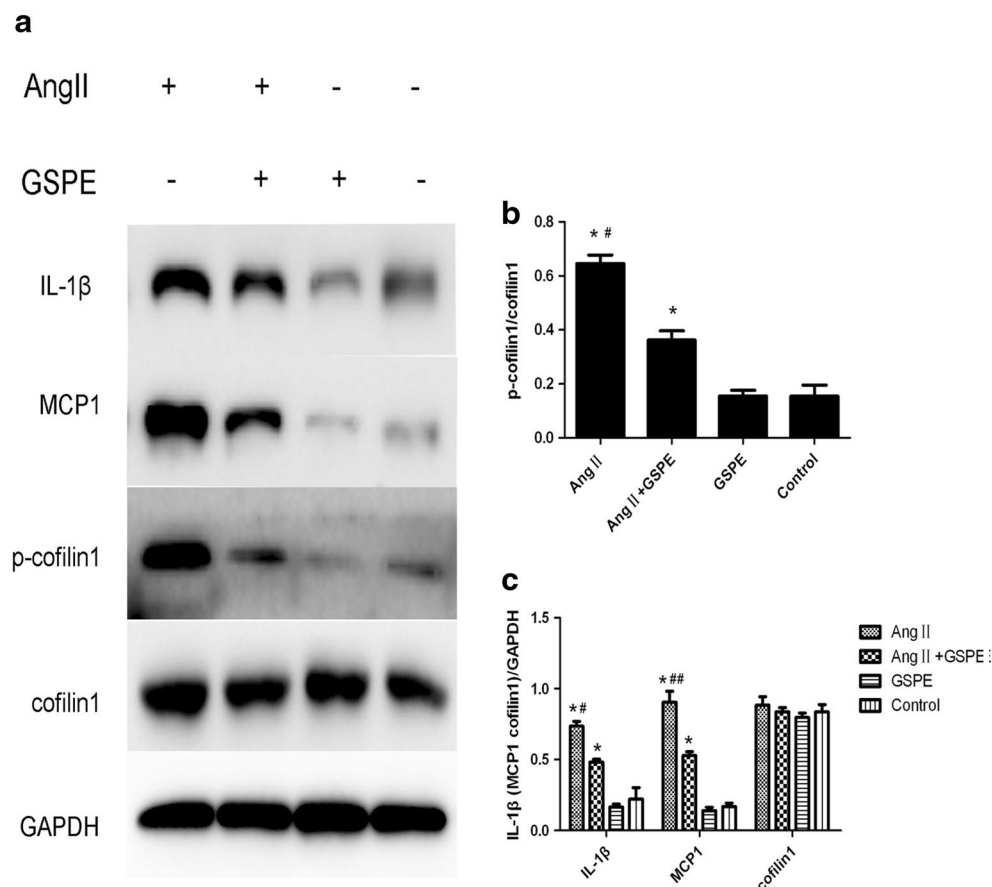 a
AngII + + - -
GSPE - + + -
IL-1β
MCP1
p-cofilin1
cofilin1
GAPDH
b
p-cofilin1/cofilin1
0.8
0.6
0.4
0.2
0.0
* #
*
Ang II
Ang II +GSPE
GSPE
Control
c
IL-1β (MCP1 cofilin1)/GAPDH
1.5
1.0
0.5
0.0
*#
*
*##
*
IL-1β
MCP1
cofilin1
Ang II
Ang II +GSPE
GSPE
Control